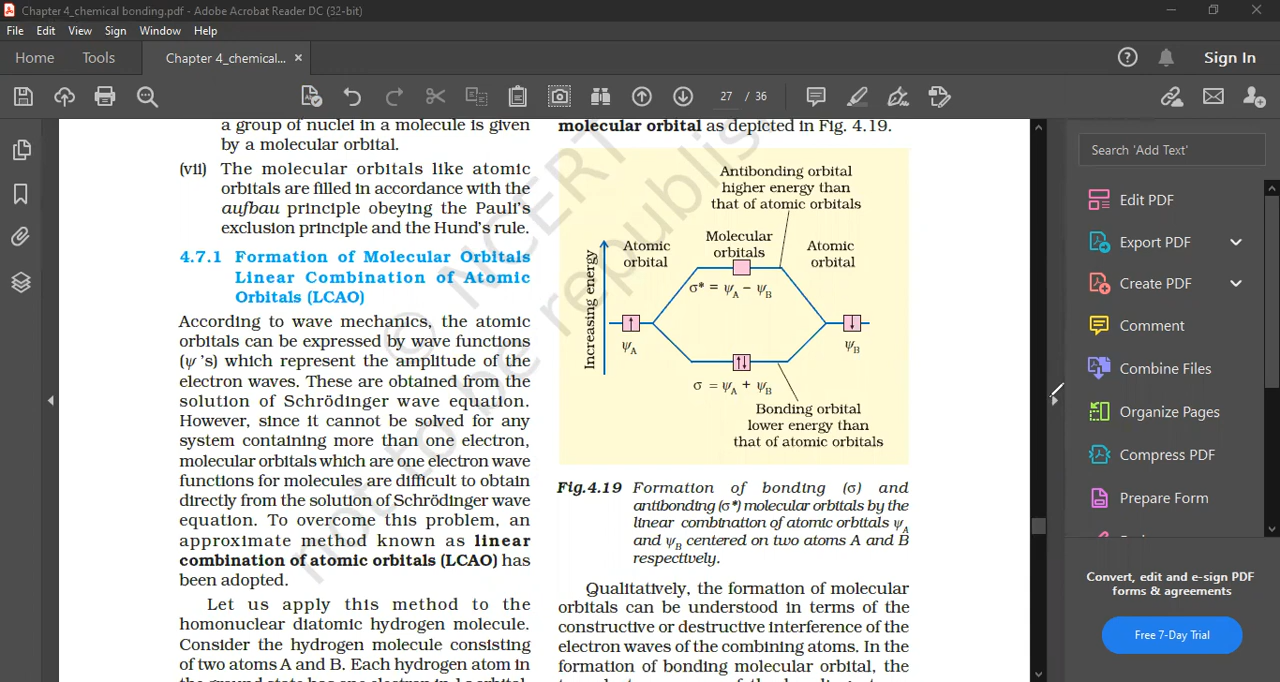 Chapter 4_chemical bonding.pdf - Adobe Acrobat Reader DC (32-bit)
File Edit View Sign Window Help
Home Tools Chapter 4_chemical... × Sign In
27 / 36
a group of nuclei in a molecule is given
by a molecular orbital.
(vii) The molecular orbitals like atomic
orbitals are filled in accordance with the
aufbau principle obeying the Pauli's
exclusion principle and the Hund's rule.
4.7.1 Formation of Molecular Orbitals
Linear Combination of Atomic
Orbitals (LCAO)
According to wave mechanics, the atomic
orbitals can be expressed by wave functions
(ψ 's) which represent the amplitude of the
electron waves. These are obtained from the
solution of Schrödinger wave equation.
However, since it cannot be solved for any
system containing more than one electron,
molecular orbitals which are one electron wave
functions for molecules are difficult to obtain
directly from the solution of Schrödinger wave
equation. To overcome this problem, an
approximate method known as linear
combination of atomic orbitals (LCAO) has
been adopted.
Let us apply this method to the
homonuclear diatomic hydrogen molecule.
Consider the hydrogen molecule consisting
of two atoms A and B. Each hydrogen atom in
molecular orbital as depicted in Fig. 4.19.
Antibonding orbital
higher energy than
that of atomic orbitals
Increasing energy
Atomic
orbital
Molecular
orbitals
Atomic
orbital
σ* = ψA − ψB
ψA
ψB
σ = ψA + ψB
Bonding orbital
lower energy than
that of atomic orbitals
Fig.4.19 Formation of bonding (σ) and
antibonding (σ*) molecular orbitals by the
linear combination of atomic orbitals ψA
and ψB centered on two atoms A and B
respectively.
Qualitatively, the formation of molecular
orbitals can be understood in terms of the
constructive or destructive interference of the
electron waves of the combining atoms. In the
formation of bonding molecular orbital, the
© NCERT
not to be republis
Search 'Add Text'
Edit PDF
Export PDF
Create PDF
Comment
Combine Files
Organize Pages
Compress PDF
Prepare Form
Convert, edit and e-sign PDF
forms & agreements
Free 7-Day Trial